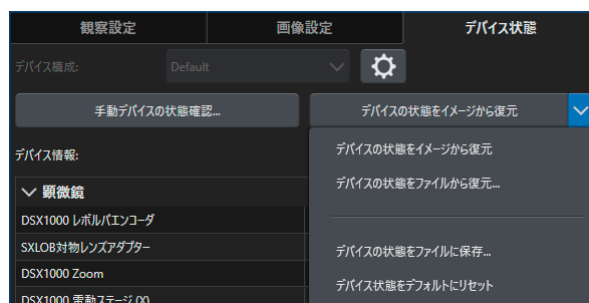 観察設定 画像設定 デバイス状態
デバイス構成: Default
手動デバイスの状態確認... デバイスの状態をイメージから復元
デバイスの状態をイメージから復元
デバイス情報:
デバイスの状態をファイルから復元...
顕微鏡
DSX1000 レボルバエンコーダ
SXLOB対物レンズアダプター
デバイスの状態をファイルに保存...
DSX1000 Zoom
デバイス状態をデフォルトにリセット
DSX1000 電動ステージ (X)